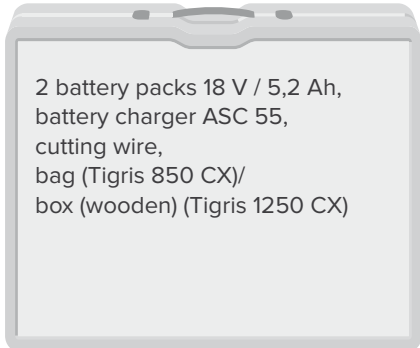 2 battery packs 18 V / 5,2 Ah,
battery charger ASC 55,
cutting wire,
bag (Tigris 850 CX)/
box (wooden) (Tigris 1250 CX)